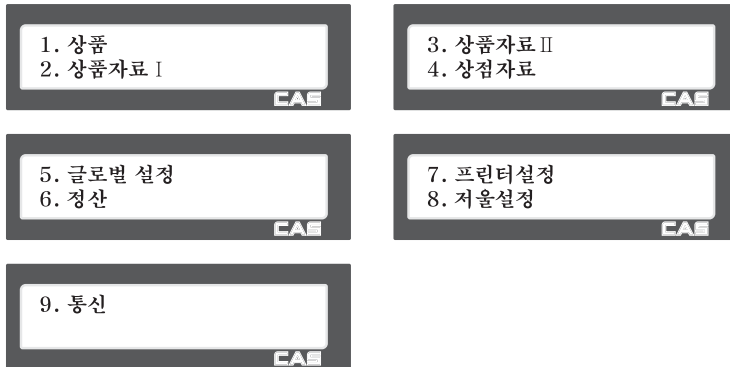 1. 상품
2. 상품자료 Ⅰ
CAS
3. 상품자료Ⅱ
4. 상점자료
CAS
5. 글로벌 설정
6. 정산
CAS
7. 프린터설정
8. 저울설정
CAS
9. 통신
CAS